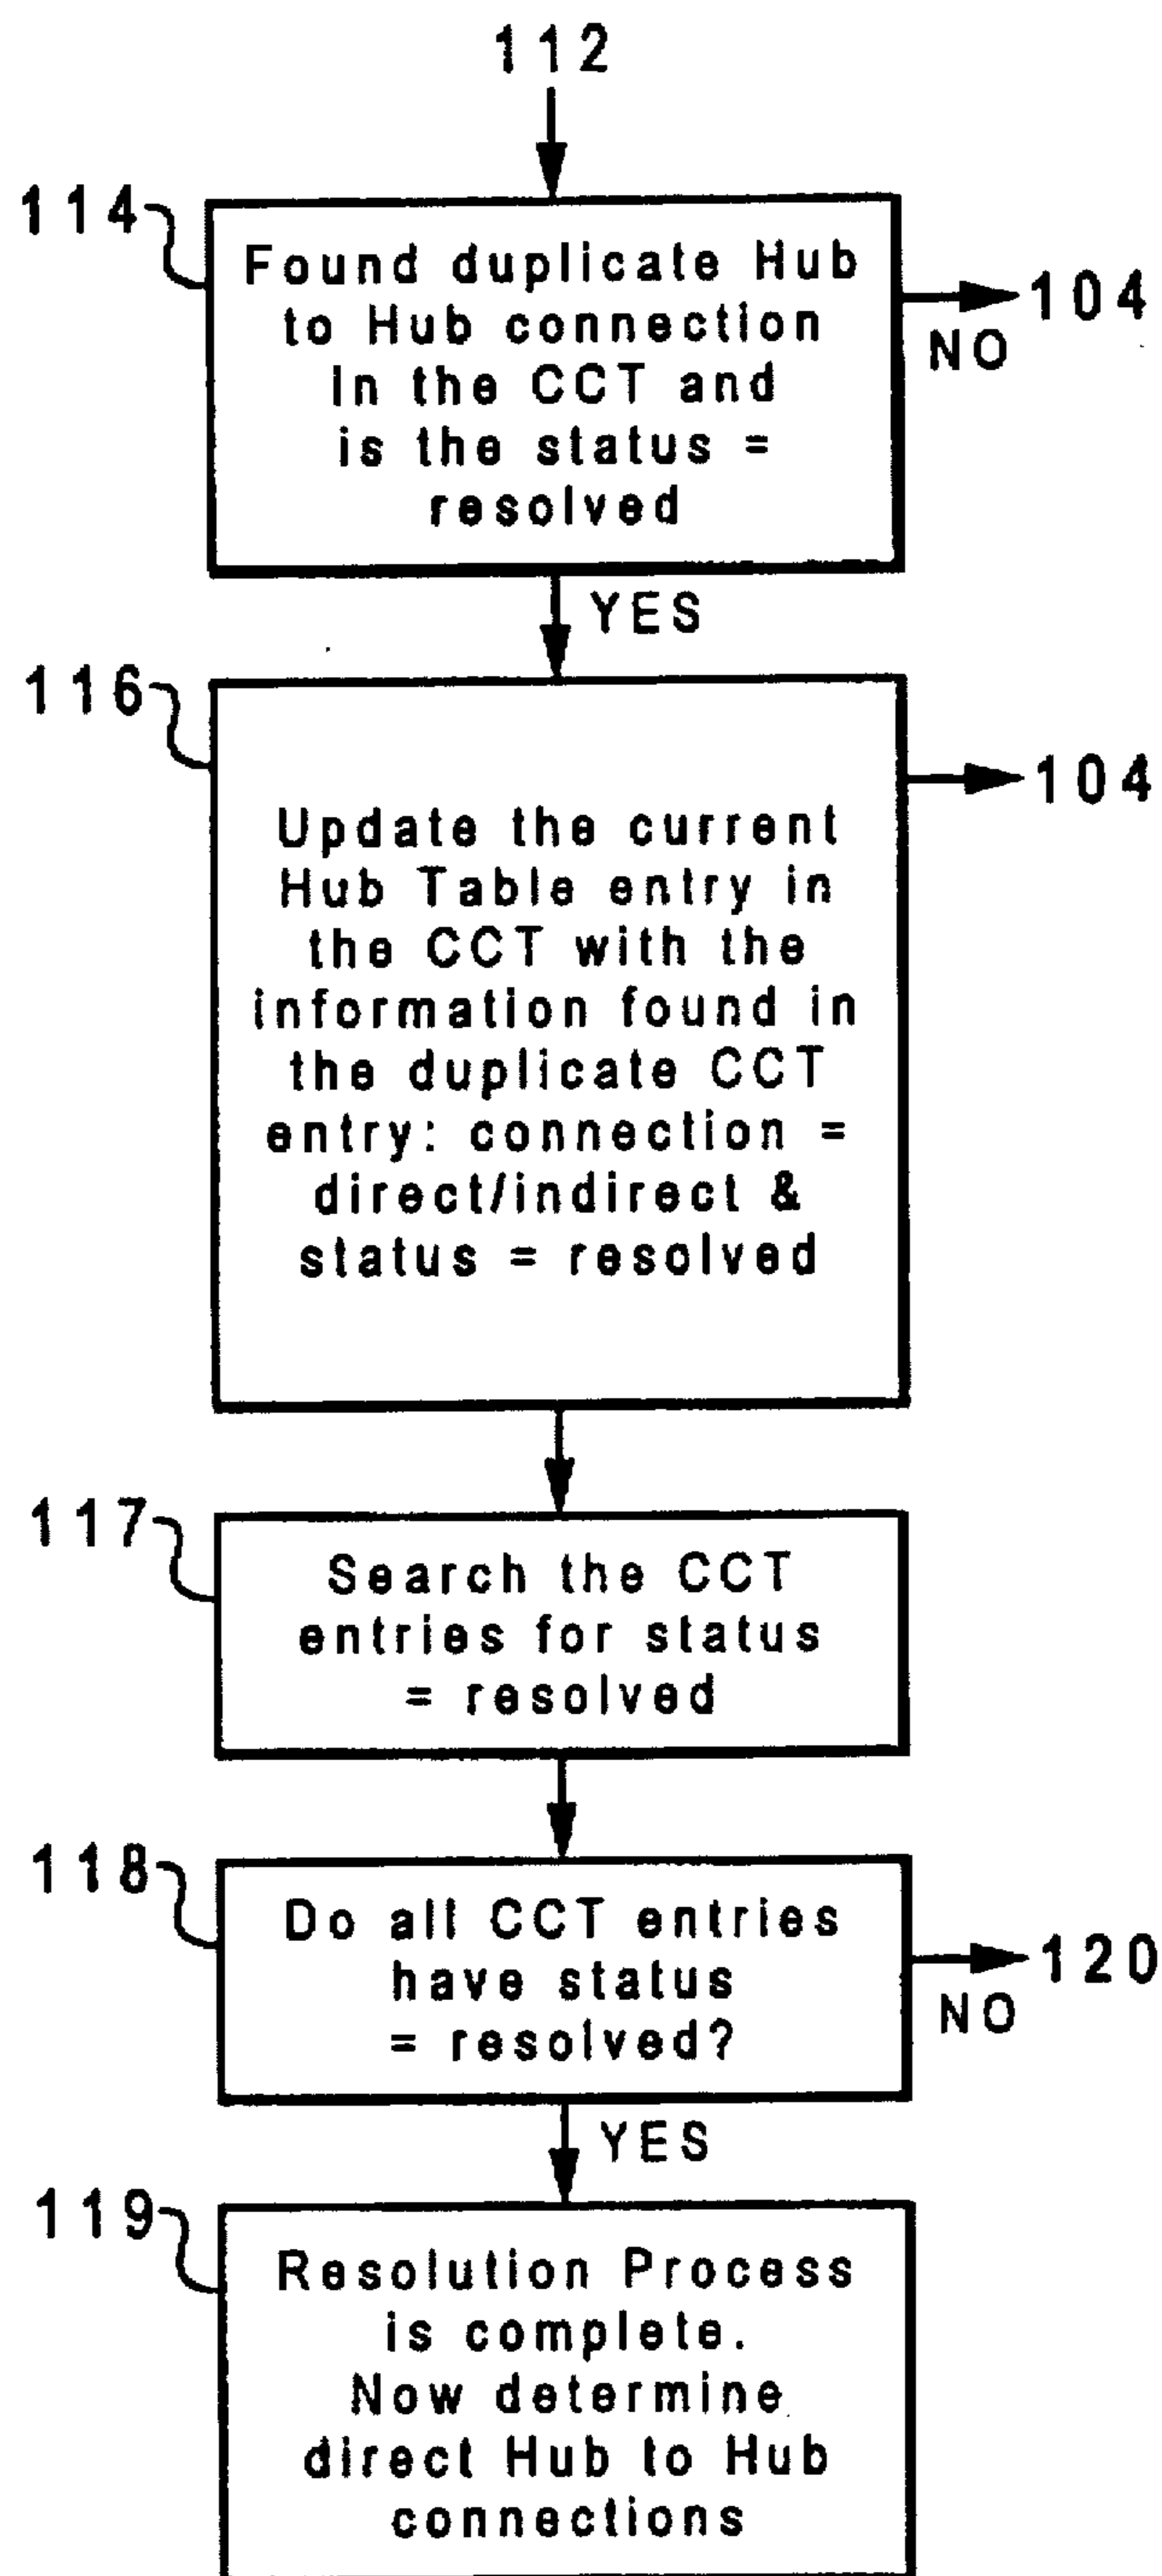 112
114
Found duplicate Hub
to Hub connection
In the CCT and
is the status =
resolved
104
NO
YES
116
104
Update the current
Hub Table entry in
the CCT with the
information found in
the duplicate CCT
entry: connection =
direct/indirect &
status = resolved
117
Search the CCT
entries for status
= resolved
118
Do all CCT entries
have status
= resolved?
120
NO
YES
119
Resolution Process
is complete.
Now determine
direct Hub to Hub
connections